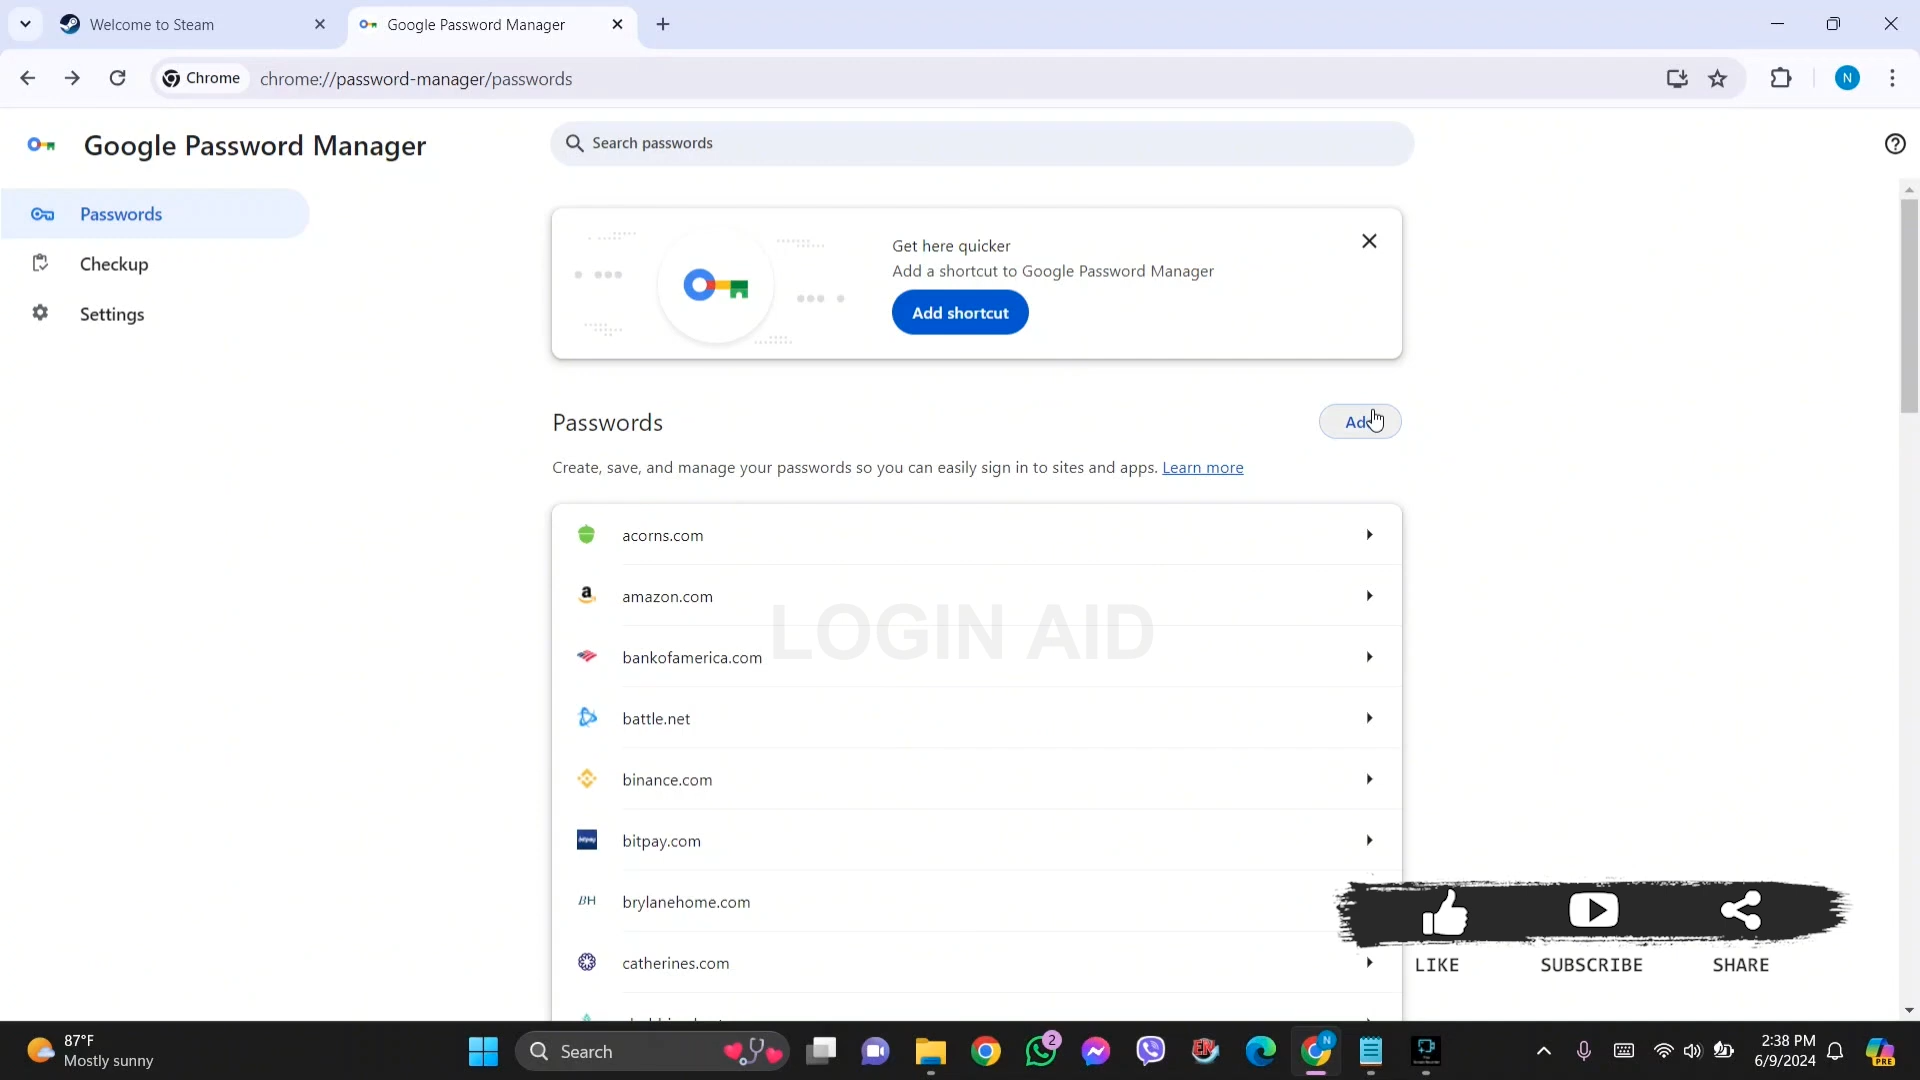 Welcome to Steam
Google Password Manager
Chrome
chrome://password-manager/passwords
N
Google Password Manager
Search passwords
Passwords
Checkup
Settings
Get here quicker
Add a shortcut to Google Password Manager
Add shortcut
Passwords
Create, save, and manage your passwords so you can easily sign in to sites and apps. Learn more
acorns.com
amazon.com
LOGIN AID
bankofamerica.com
battle.net
binance.com
bitpay.com
BH
brylanehome.com
catherines.com
LIKE
SUBSCRIBE
SHARE
87°F
Mostly sunny
Search
2
N
2:38 PM
6/9/2024
PRE